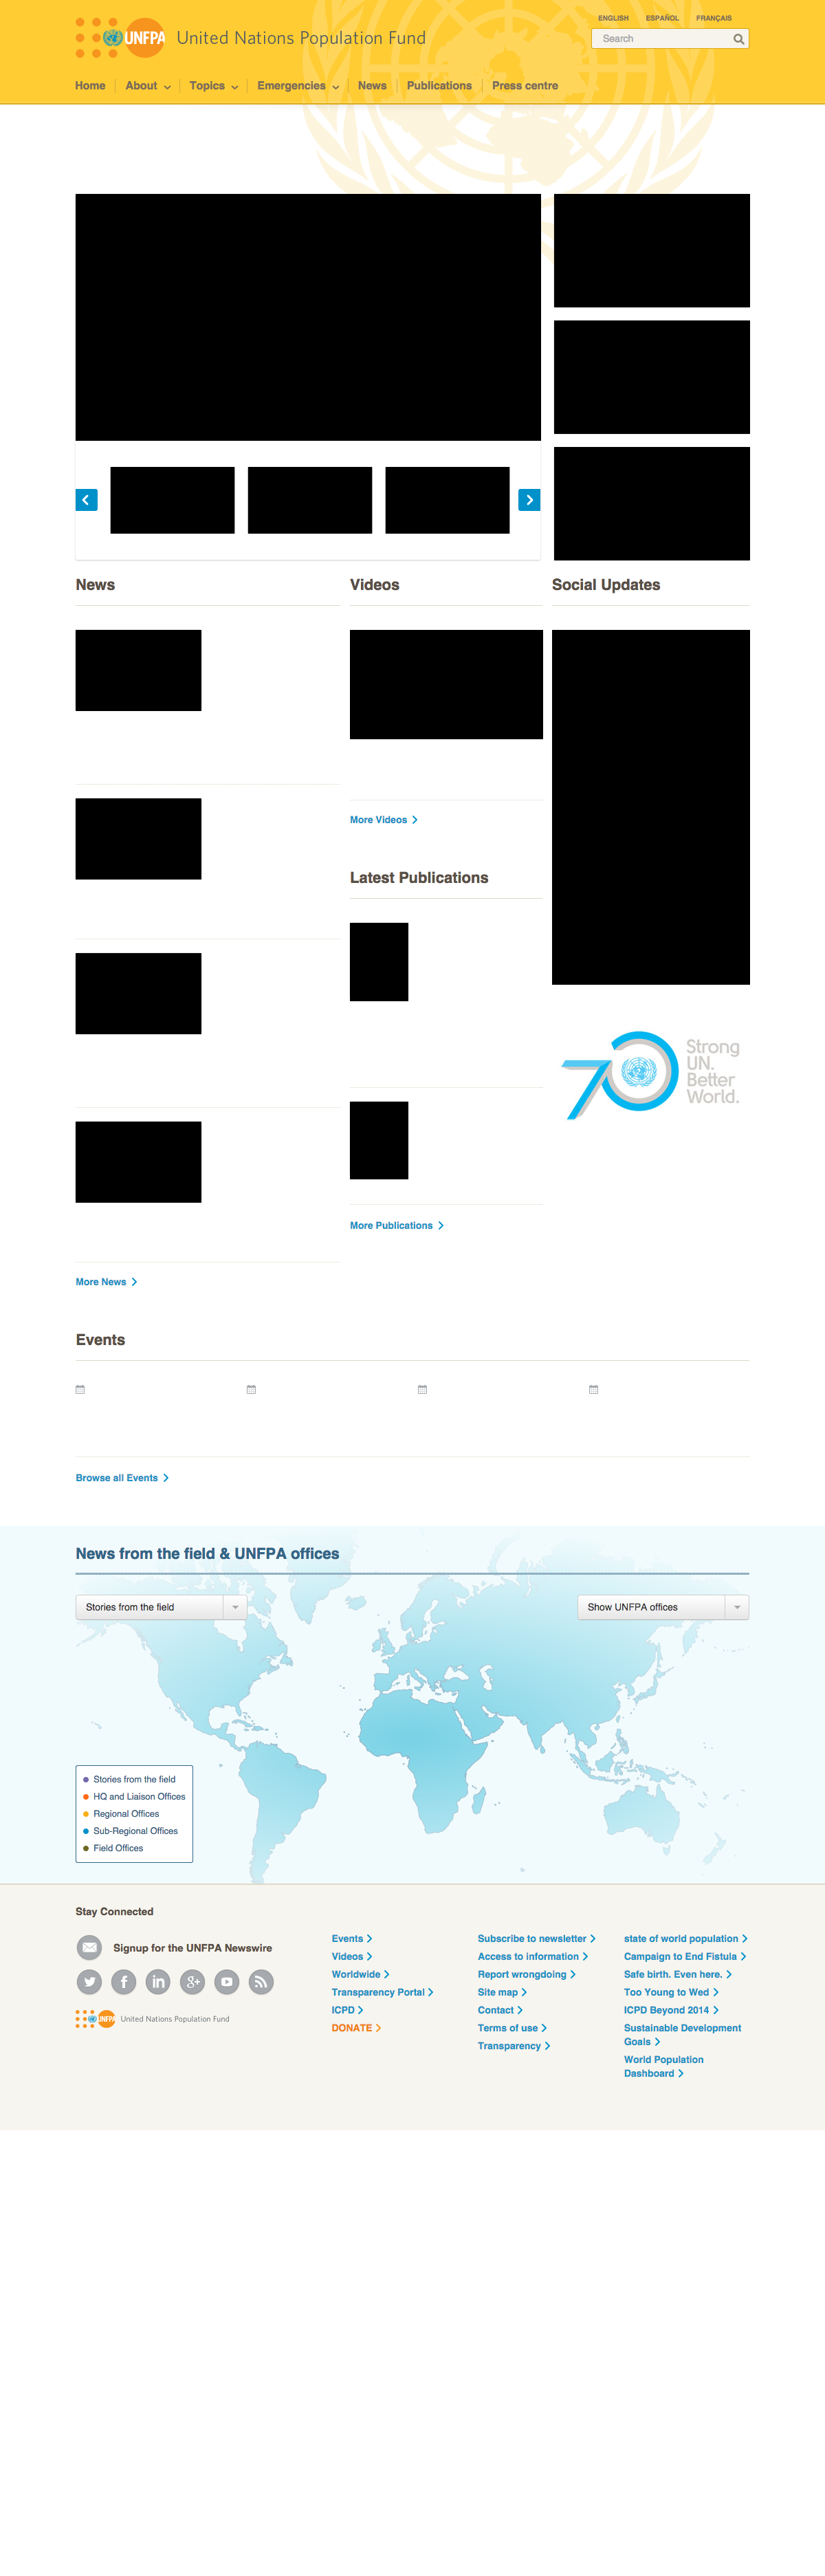 ENGLISH ESPAÑOL FRANÇAIS
UNFPA United Nations Population Fund
Search
Home About Topics Emergencies News Publications Press centre
News
Videos
Social Updates
More Videos
Latest Publications
Strong
UN.
Better
World.
70
More Publications
More News
Events
Browse all Events
News from the field & UNFPA offices
Stories from the field
Show UNFPA offices
Stories from the field
HQ and Liaison Offices
Regional Offices
Sub-Regional Offices
Field Offices
Stay Connected
Signup for the UNFPA Newswire
UNFPA United Nations Population Fund
Events
Videos
Worldwide
Transparency Portal
ICPD
DONATE
Subscribe to newsletter
Access to information
Report wrongdoing
Site map
Contact
Terms of use
Transparency
state of world population
Campaign to End Fistula
Safe birth. Even here.
Too Young to Wed
ICPD Beyond 2014
Sustainable Development
Goals
World Population
Dashboard